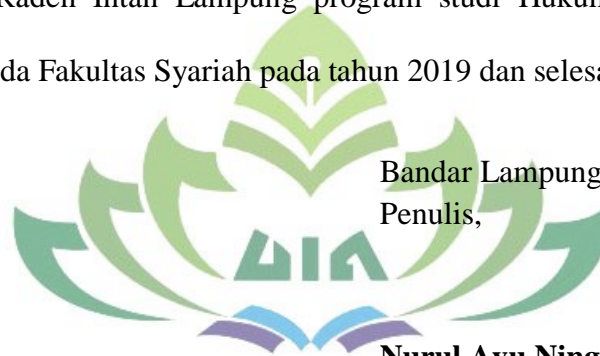 Raden Intan Lampung program studi Hukum
da Fakultas Syariah pada tahun 2019 dan selesa
Bandar Lampung
Penulis,
UIN
Nurul Ayu Ning